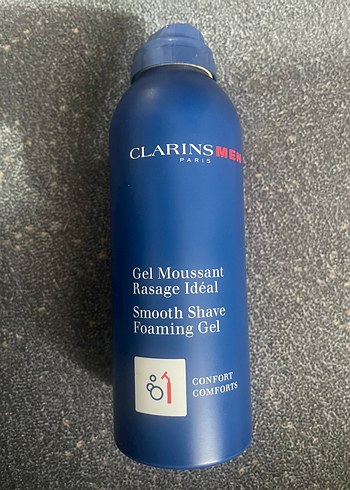 CLARINSMEN
PARIS
Gel Moussant
Rasage Idéal
Smooth Shave
Foaming Gel
CONFORT
COMFORTS